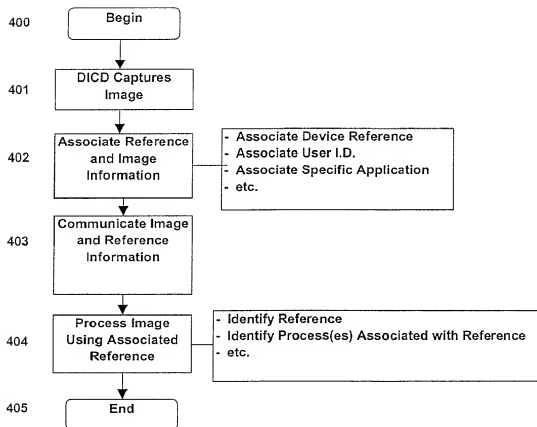 400
Begin
401
DICD Captures
Image
402
Associate Reference
and Image
Information
- Associate Device Reference
- Associate User I.D.
- Associate Specific Application
- etc.
403
Communicate Image
and Reference
Information
404
Process Image
Using Associated
Reference
- Identify Reference
- Identify Process(es) Associated with Reference
- etc.
405
End